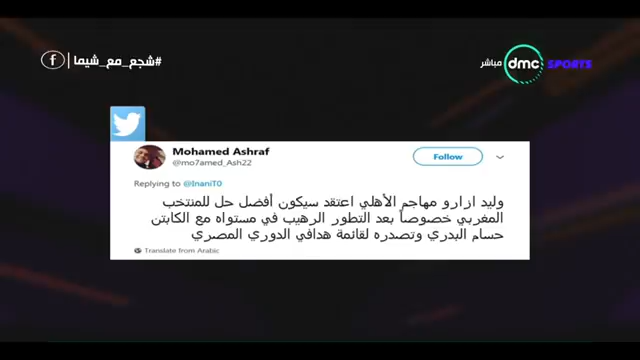 #شجع_مع_شيما
مباشر dmc SPORTS
Mohamed Ashraf
@mo7amed_Ash22
Follow
Replying to @InaniT0
وليد ازارو مهاجم الأهلي اعتقد سيكون أفضل حل للمنتخب
المغربي خصوصاً بعد التطور الرهيب في مستواه مع الكابتن
حسام البدري وتصدره لقائمة هدافي الدوري المصري
Translate from Arabic